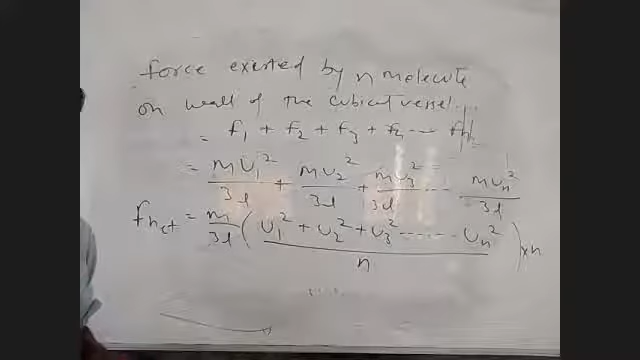 force exerted by n molecule
on wall of the cubical vessel...
= f₁ + f₂ + f₃ + f₄ ... fₙ
= mU₁²/3l + mU₂²/3l + mU₃²/3l ... mUₙ²/3l
fₙₑₜ = m/3l ( U₁² + U₂² + U₃² ...... Uₙ² / n ) × n